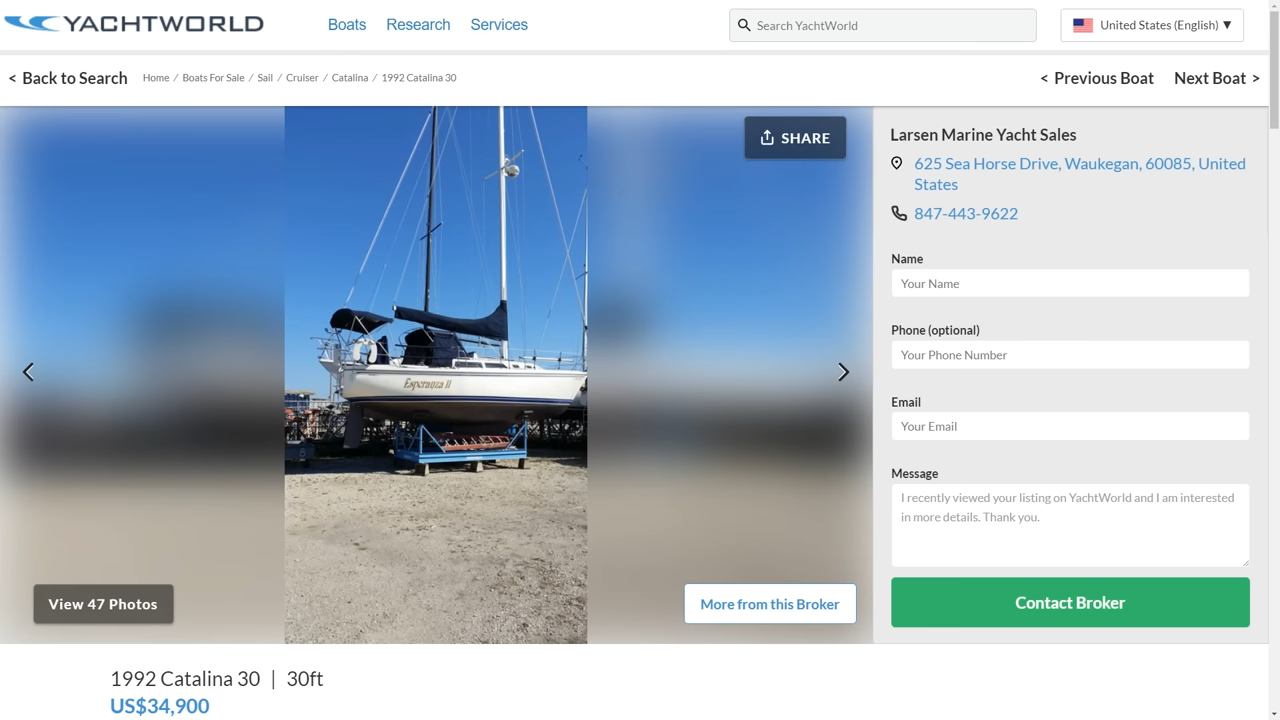 YACHTWORLD
Boats Research Services
Search YachtWorld
United States (English) ▼
< Back to Search
Home / Boats For Sale / Sail / Cruiser / Catalina / 1992 Catalina 30
< Previous Boat Next Boat >
SHARE
Larsen Marine Yacht Sales
625 Sea Horse Drive, Waukegan, 60085, United
States
847-443-9622
Name
Your Name
Phone (optional)
Your Phone Number
Esperanza II
Email
Your Email
Message
I recently viewed your listing on YachtWorld and I am interested
in more details. Thank you.
View 47 Photos
More from this Broker
Contact Broker
1992 Catalina 30 | 30ft
US$34,900